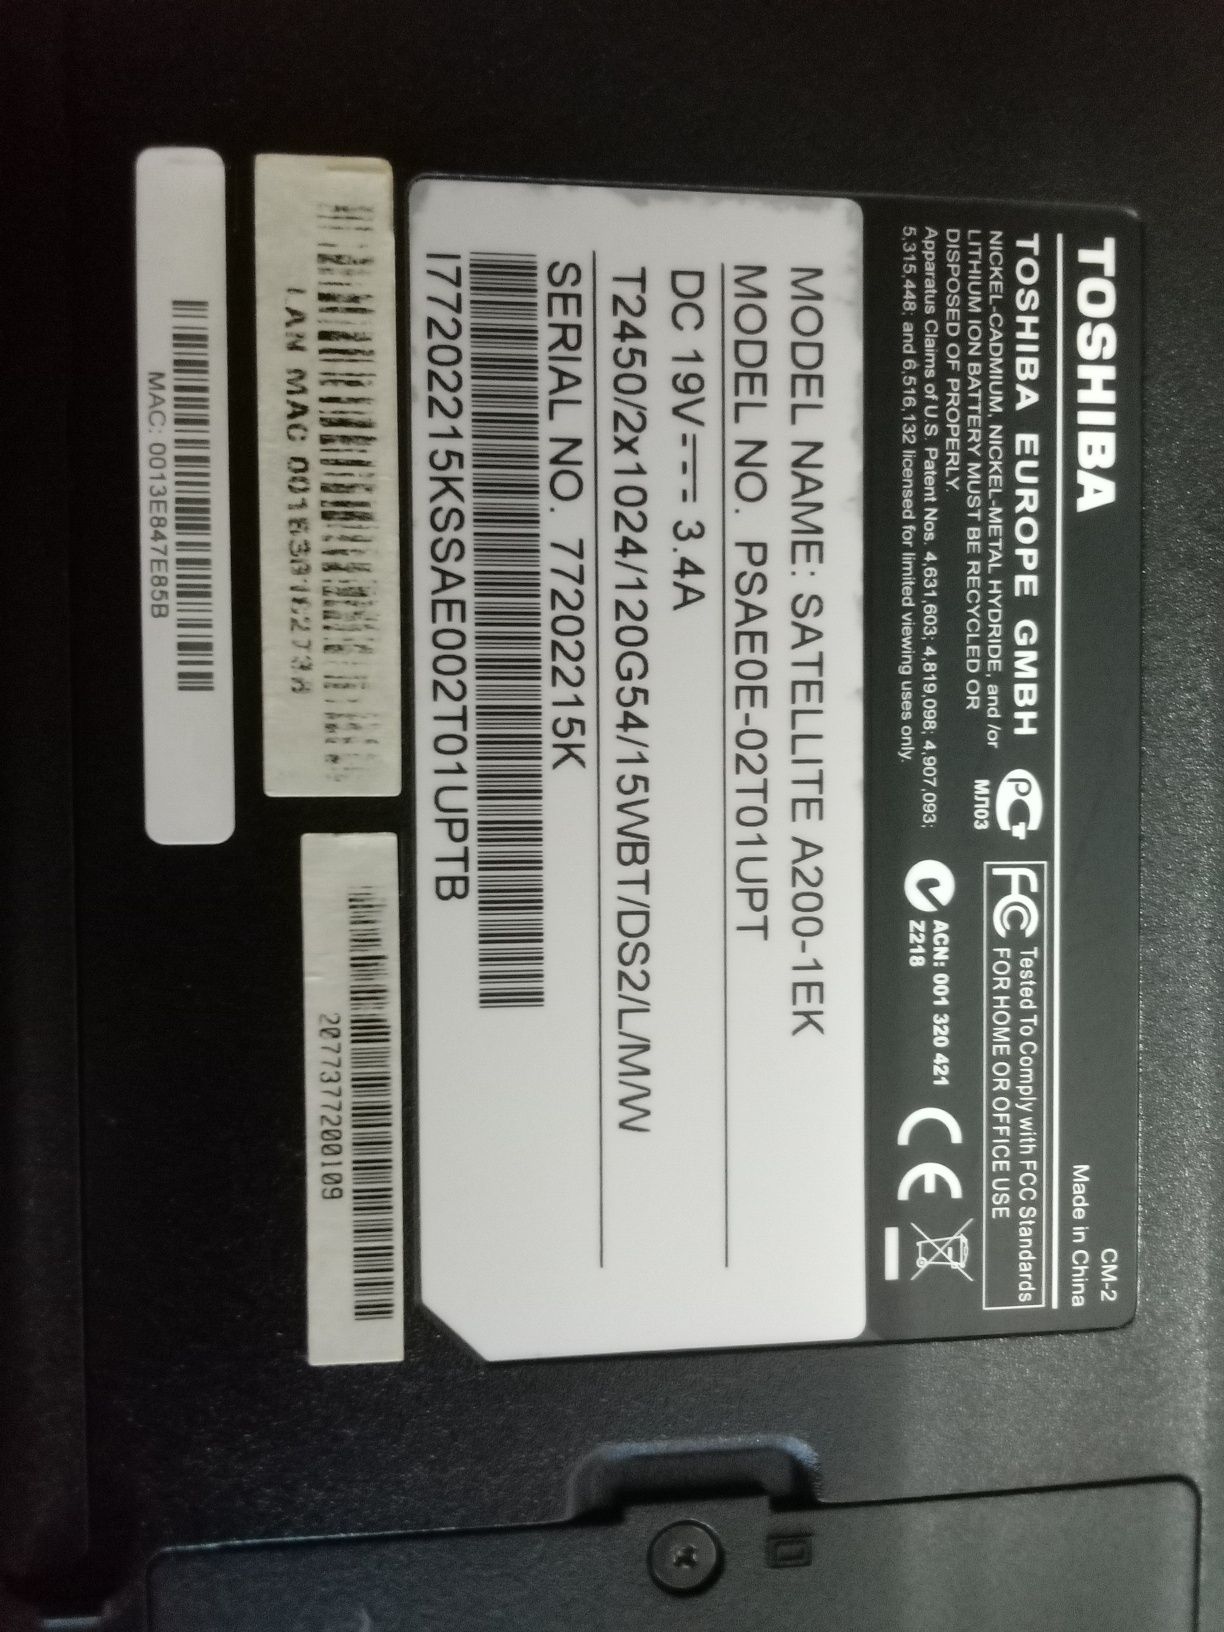 TOSHIBA
CM-2
Made in China
TOSHIBA EUROPE GMBH
NICKEL-CADMIUM, NICKEL-METAL HYDRIDE, and /or
LITHIUM ION BATTERY MUST BE RECYCLED OR
DISPOSED OF PROPERLY.
Apparatus Claims of U.S. Patent Nos. 4,631,603; 4,819,098; 4,907,093;
5,315,448; and 6,516,132 licensed for limited viewing uses only.
МЛ03
FC Tested To Comply with FCC Standards
FOR HOME OR OFFICE USE
ACN: 001 320 421
Z218
CE
MODEL NAME: SATELLITE A200-1EK
MODEL NO. PSAE0E-02T01UPT
DC 19V 3.4A
T2450/2x1024/120G54/15WBT/DS2/L/M/W
SERIAL NO. 77202215K
I77202215KSSAE002T01UPTB
LAN MAC
2077377200109
MAC: 0013E847E85B